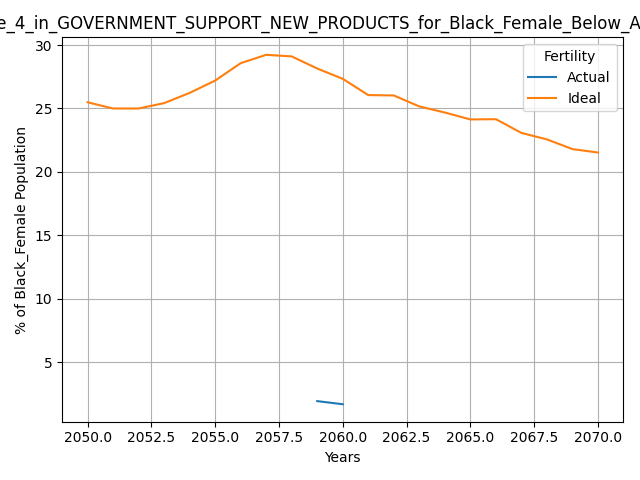 e_4_in_GOVERNMENT_SUPPORT_NEW_PRODUCTS_for_Black_Female_Below_A
30
25
20
15
10
5
% of Black_Female Population
Fertility
Actual
Ideal
2050.0 2052.5 2055.0 2057.5 2060.0 2062.5 2065.0 2067.5 2070.0
Years